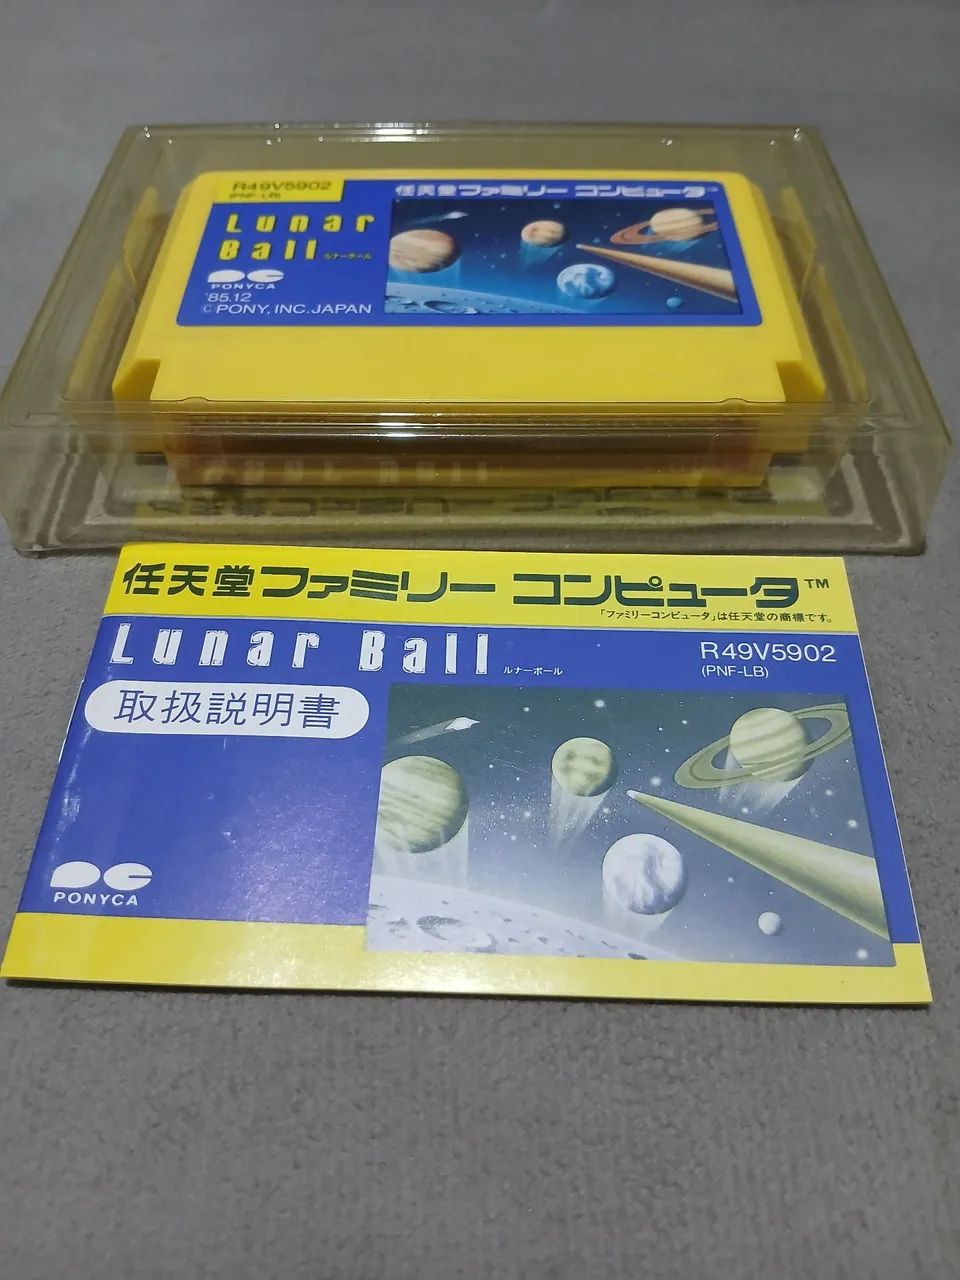 R49V5902
(PNF-LB)
任天堂ファミリー コンピュータ™
Lunar
Ball ルナーボール
PONYCA
'85.12
©PONY, INC. JAPAN
Lunar Ball
任天堂ファミリー コンピュータ™
「ファミリーコンピュータ」は任天堂の商標です。
Lunar Ball ルナーボール
R49V5902
(PNF-LB)
取扱説明書
PONYCA